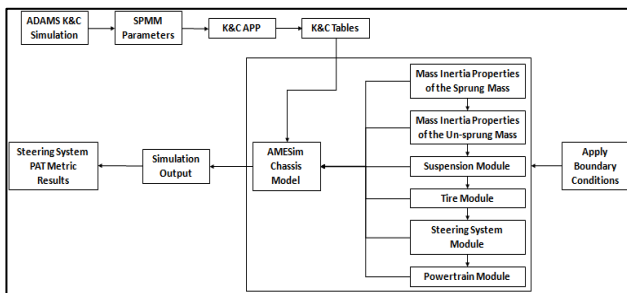 ADAMS K&C
Simulation
SPMM
Parameters
K&C APP
K&C Tables
Mass Inertia Properties
of the Sprung Mass
Mass Inertia Properties
of the Un-sprung Mass
Steering System
PAT Metric
Results
Simulation
Output
AMESim
Chassis
Model
Suspension Module
Apply
Boundary
Conditions
Tire Module
Steering System
Module
Powertrain Module